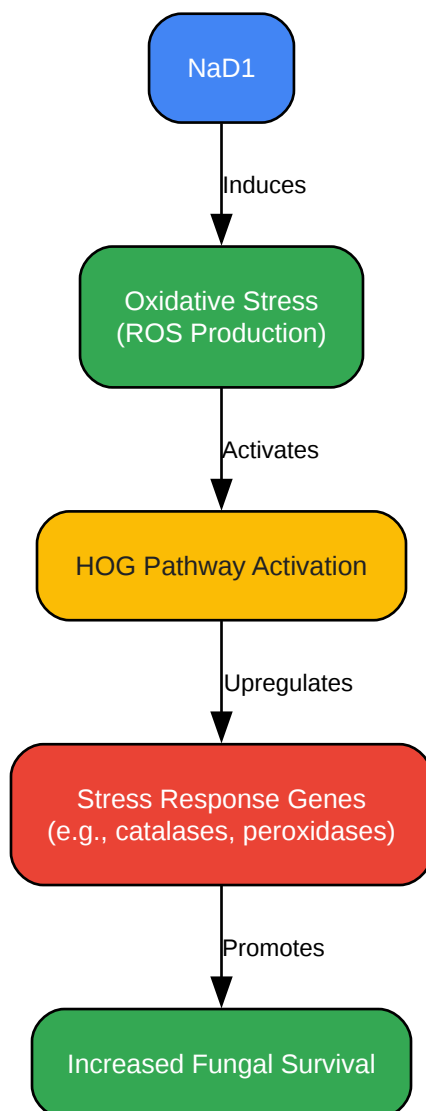 NaD1
Induces
Oxidative Stress
(ROS Production)
Activates
HOG Pathway Activation
Upregulates
Stress Response Genes
(e.g., catalases, peroxidases)
Promotes
Increased Fungal Survival